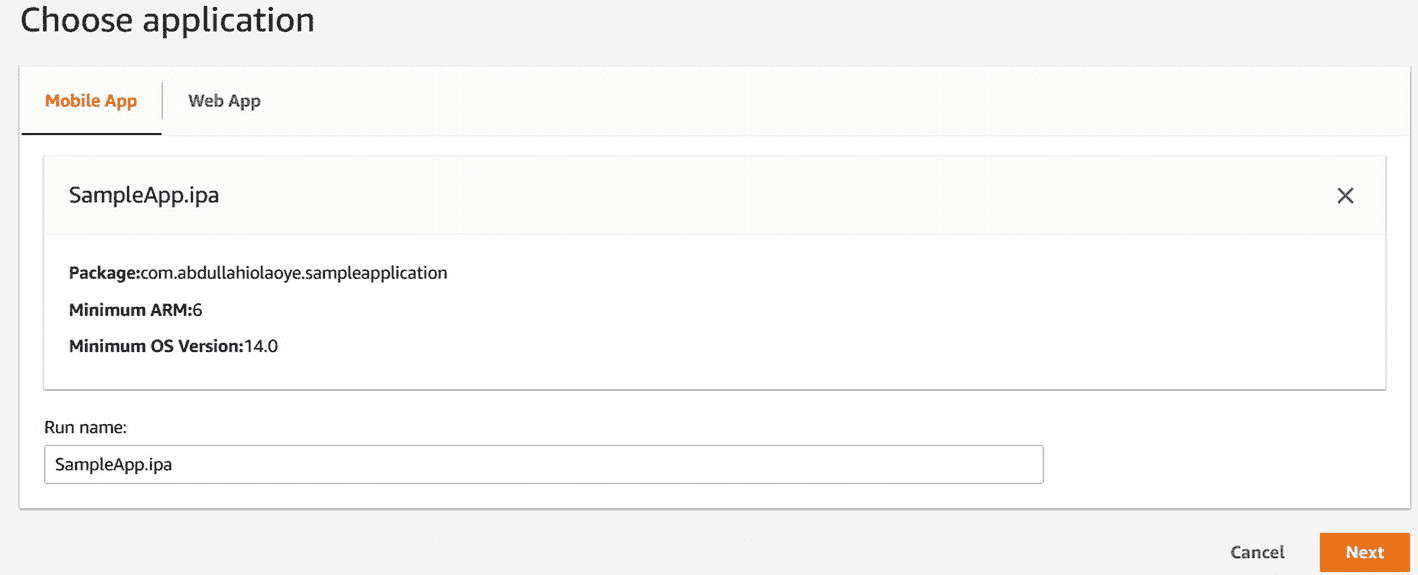 Choose application
Mobile App
Web App
SampleApp.ipa
Package:com.abdullahiolaoye.sampleapplication
Minimum ARM:6
Minimum OS Version:14.0
Run name:
SampleApp.ipa
Cancel
Next